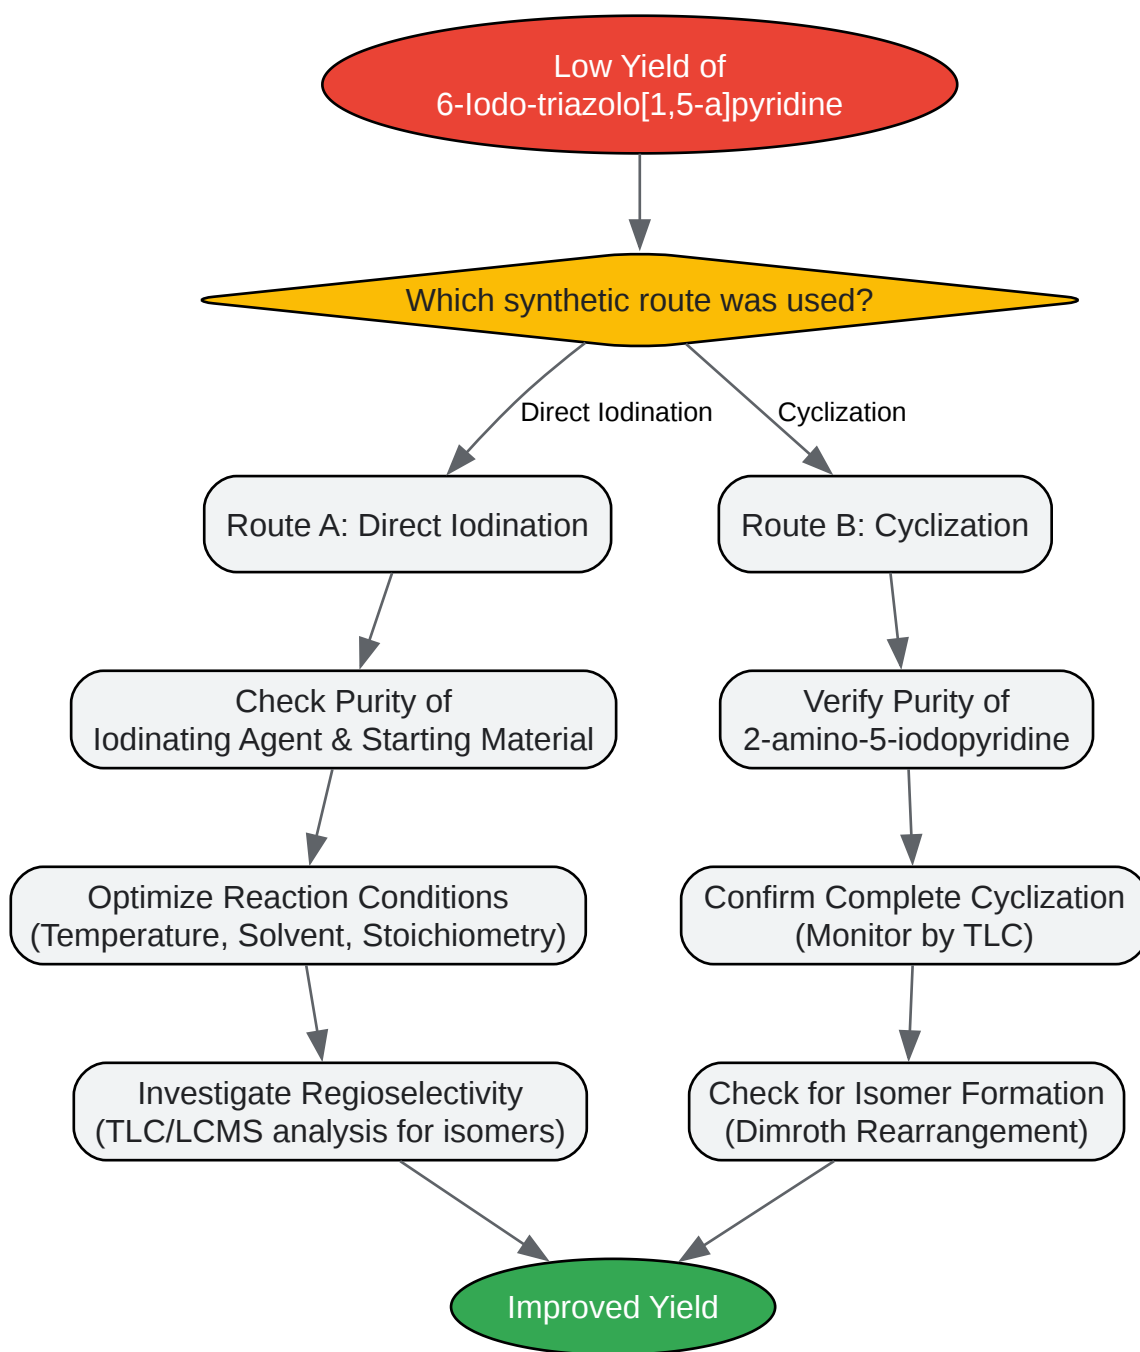 Low Yield of
6-Iodo-triazolo[1,5-a]pyridine
Which synthetic route was used?
Direct Iodination
Cyclization
Route A: Direct Iodination
Route B: Cyclization
Check Purity of
Iodinating Agent & Starting Material
Verify Purity of
2-amino-5-iodopyridine
Optimize Reaction Conditions
(Temperature, Solvent, Stoichiometry)
Confirm Complete Cyclization
(Monitor by TLC)
Investigate Regioselectivity
(TLC/LCMS analysis for isomers)
Check for Isomer Formation
(Dimroth Rearrangement)
Improved Yield